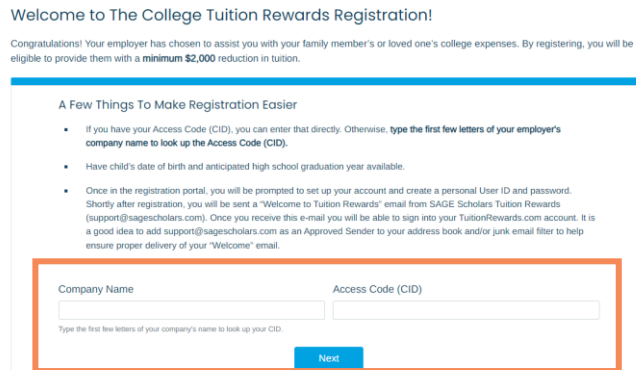 Welcome to The College Tuition Rewards Registration!
Congratulations! Your employer has chosen to assist you with your family member's or loved one's college expenses. By registering, you will be
eligible to provide them with a minimum $2,000 reduction in tuition.
A Few Things To Make Registration Easier
▪ If you have your Access Code (CID), you can enter that directly. Otherwise, type the first few letters of your employer's
company name to look up the Access Code (CID).
▪ Have child's date of birth and anticipated high school graduation year available.
▪ Once in the registration portal, you will be prompted to set up your account and create a personal User ID and password.
Shortly after registration, you will be sent a "Welcome to Tuition Rewards" email from SAGE Scholars Tuition Rewards
(support@sagescholars.com). Once you receive this e-mail you will be able to sign into your TuitionRewards.com account. It is
a good idea to add support@sagescholars.com as an Approved Sender to your address book and/or junk email filter to help
ensure proper delivery of your "Welcome" email.
Company Name Access Code (CID)
Type the first few letters of your company's name to look up your CID.
Next